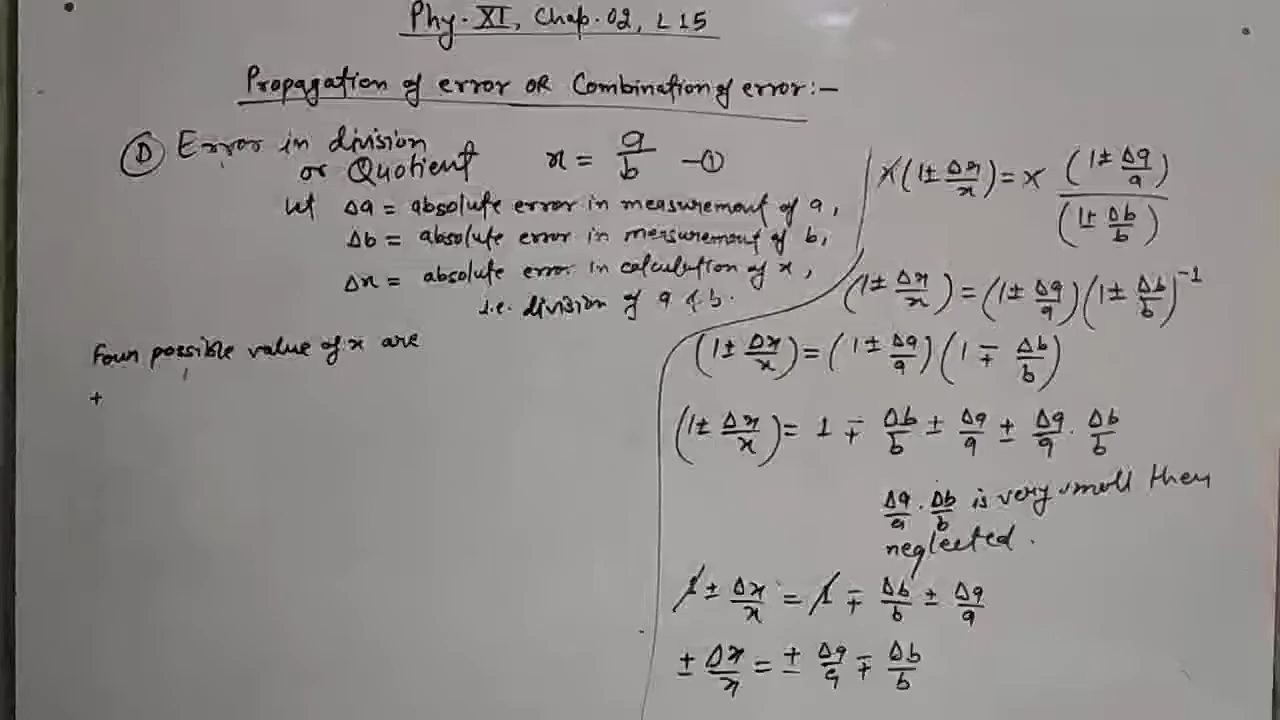 Phy. XI, Chap. 02, L 15
Propagation of error OR Combination of error :-
(D) Error in division
or Quotient x = a/b -①
Let Δa = absolute error in measurement of a,
Δb = absolute error in measurement of b,
Δx = absolute error in calculation of x,
i.e. division of a & b.
Four possible value of x are
+
x(1± Δx/x) = x (1± Δa/a)/(1± Δb/b)
(1± Δx/x) = (1± Δa/a)(1± Δb/b)⁻¹
(1± Δx/x) = (1± Δa/a)(1 ∓ Δb/b)
(1± Δx/x) = 1 ∓ Δb/b ± Δa/a ± Δa/a . Δb/b
Δa/a . Δb/b is very small then
neglected.
1 ± Δx/x = 1 ∓ Δb/b ± Δa/a
± Δx/x = ± Δa/a ∓ Δb/b